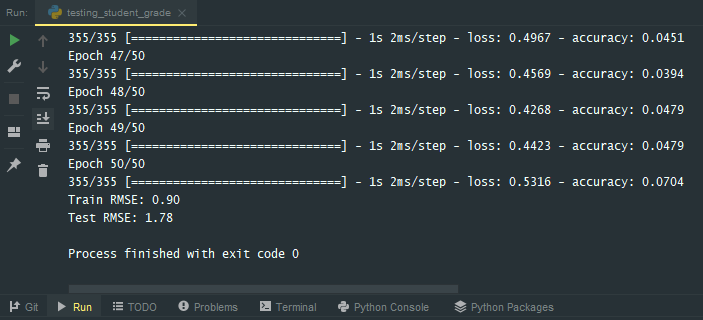 Run: testing_student_grade
355/355 [==============================] - 1s 2ms/step - loss: 0.4967 - accuracy: 0.0451
Epoch 47/50
355/355 [==============================] - 1s 2ms/step - loss: 0.4569 - accuracy: 0.0394
Epoch 48/50
355/355 [==============================] - 1s 2ms/step - loss: 0.4268 - accuracy: 0.0479
Epoch 49/50
355/355 [==============================] - 1s 2ms/step - loss: 0.4423 - accuracy: 0.0479
Epoch 50/50
355/355 [==============================] - 1s 2ms/step - loss: 0.5316 - accuracy: 0.0704
Train RMSE: 0.90
Test RMSE: 1.78
Process finished with exit code 0
Git Run TODO Problems Terminal Python Console Python Packages